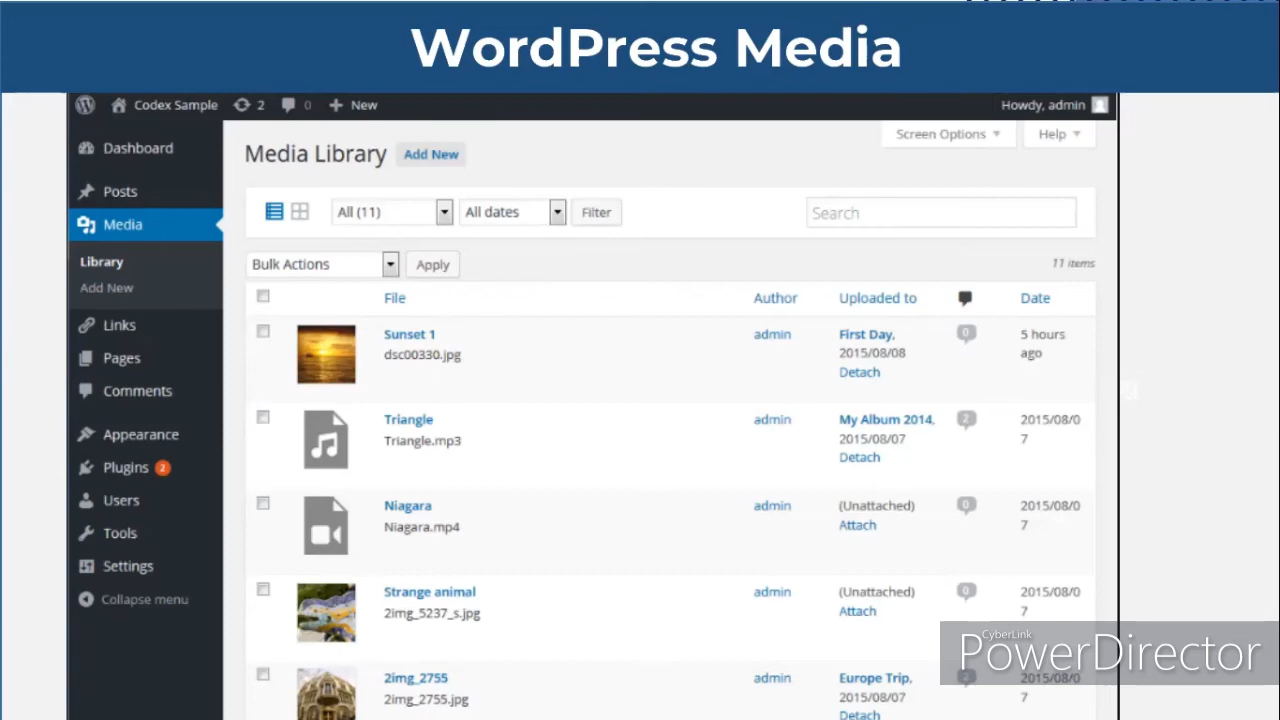 WordPress Media
Codex Sample 2 0 New Howdy, admin
Screen Options Help
Dashboard
Posts
Media
Library
Add New
Links
Pages
Comments
Appearance
Plugins 2
Users
Tools
Settings
Collapse menu
Media Library Add New
All (11) All dates Filter Search
Bulk Actions Apply 11 items
File Author Uploaded to Date
Sunset 1 admin First Day, 0 5 hours
dsc00330.jpg 2015/08/08 ago
Detach
Triangle admin My Album 2014, 2 2015/08/0
Triangle.mp3 2015/08/07 7
Detach
Niagara admin (Unattached) 0 2015/08/0
Niagara.mp4 Attach 7
Strange animal admin (Unattached) 0 2015/08/0
2img_5237_s.jpg Attach 7
2img_2755 admin Europe Trip, 2015/08/0
2img_2755.jpg 2015/08/07 7
Detach
CyberLink
PowerDirector